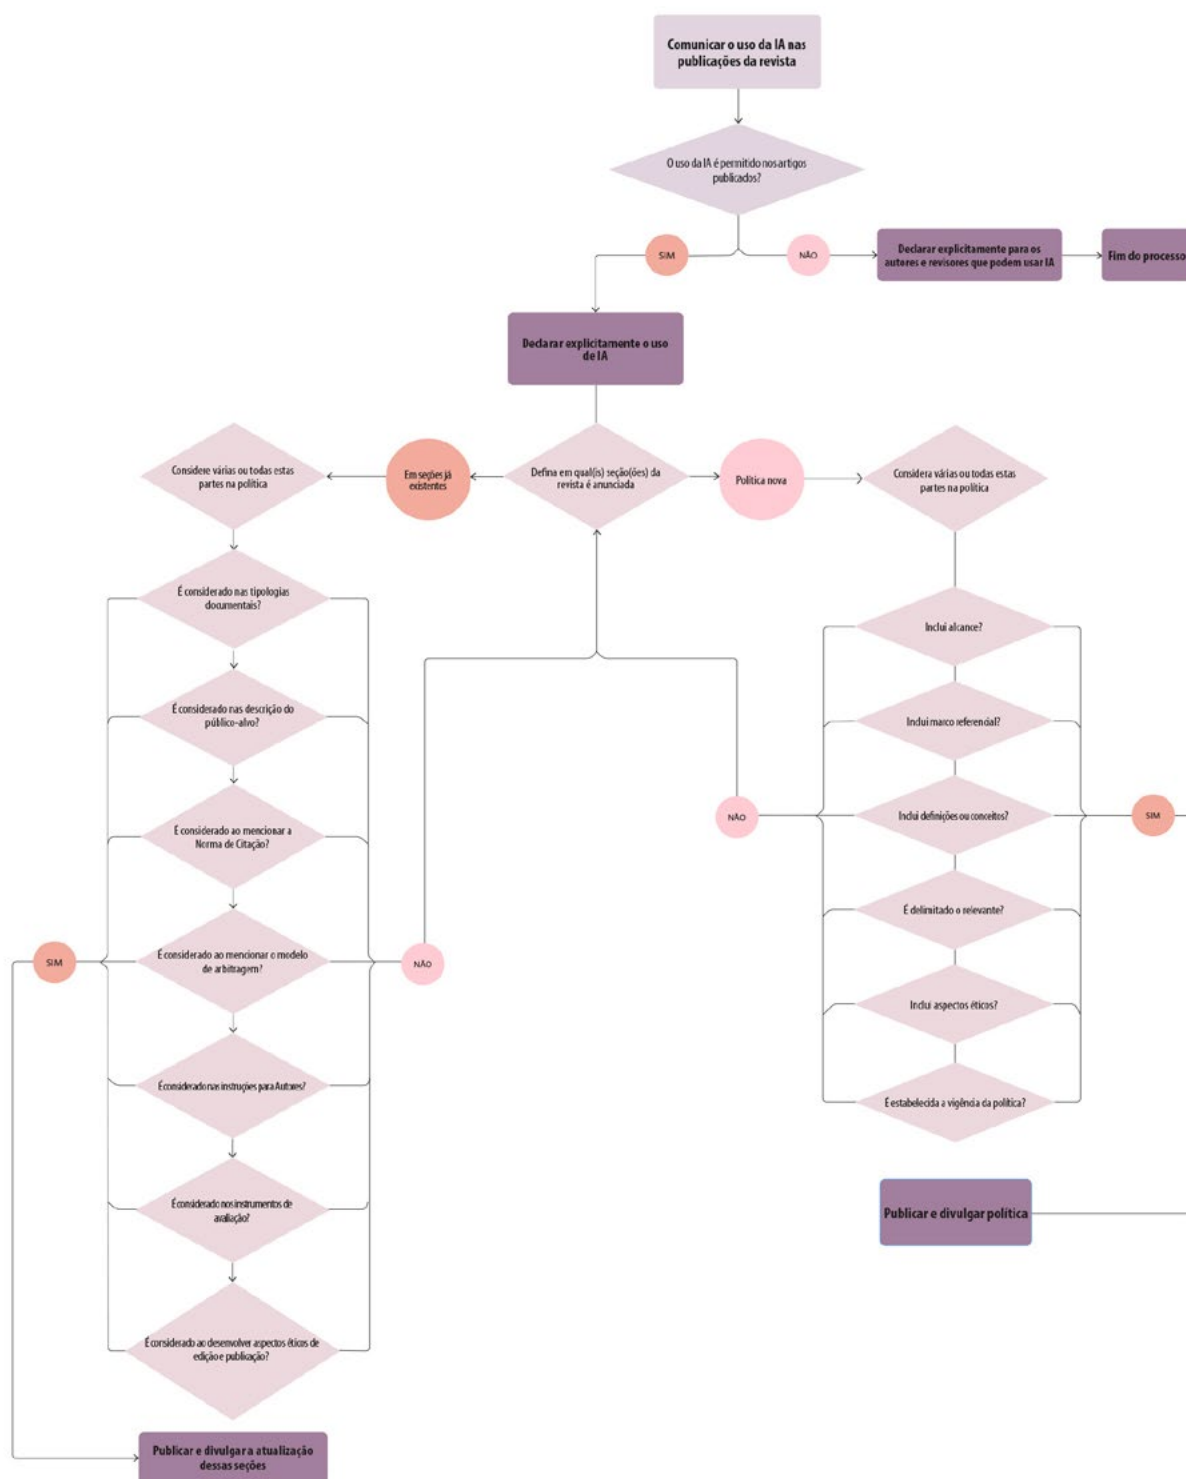 Comunicar o uso da IA nas
publicações da revista
O uso da IA é permitido nos artigos
publicados?
SIM
NÃO
Declarar explicitamente para os
autores e revisores que podem usar IA
Fim do processo
Declarar explicitamente o uso
de IA
Considere várias ou todas estas
partes na política
Em seções já
existentes
Defina em qual(is) seção(ões) da
revista é anunciada
Política nova
Considera várias ou todas estas
partes na política
É considerado nas tipologias
documentais?
É considerado nas descrição do
público-alvo?
É considerado ao mencionar a
Norma de Citação?
É considerado ao mencionar o modelo
de arbitragem?
É considerado nas instruções para Autores?
É considerado nos instrumentos de
avaliação?
É considerado ao desenvolver aspectos éticos de
edição e publicação?
SIM
NÃO
Publicar e divulgar a atualização
dessas seções
Inclui alcance?
Inclui marco referencial?
Inclui definições ou conceitos?
É delimitado o relevante?
Inclui aspectos éticos?
É estabelecida a vigência da política?
NÃO
SIM
Publicar e divulgar política